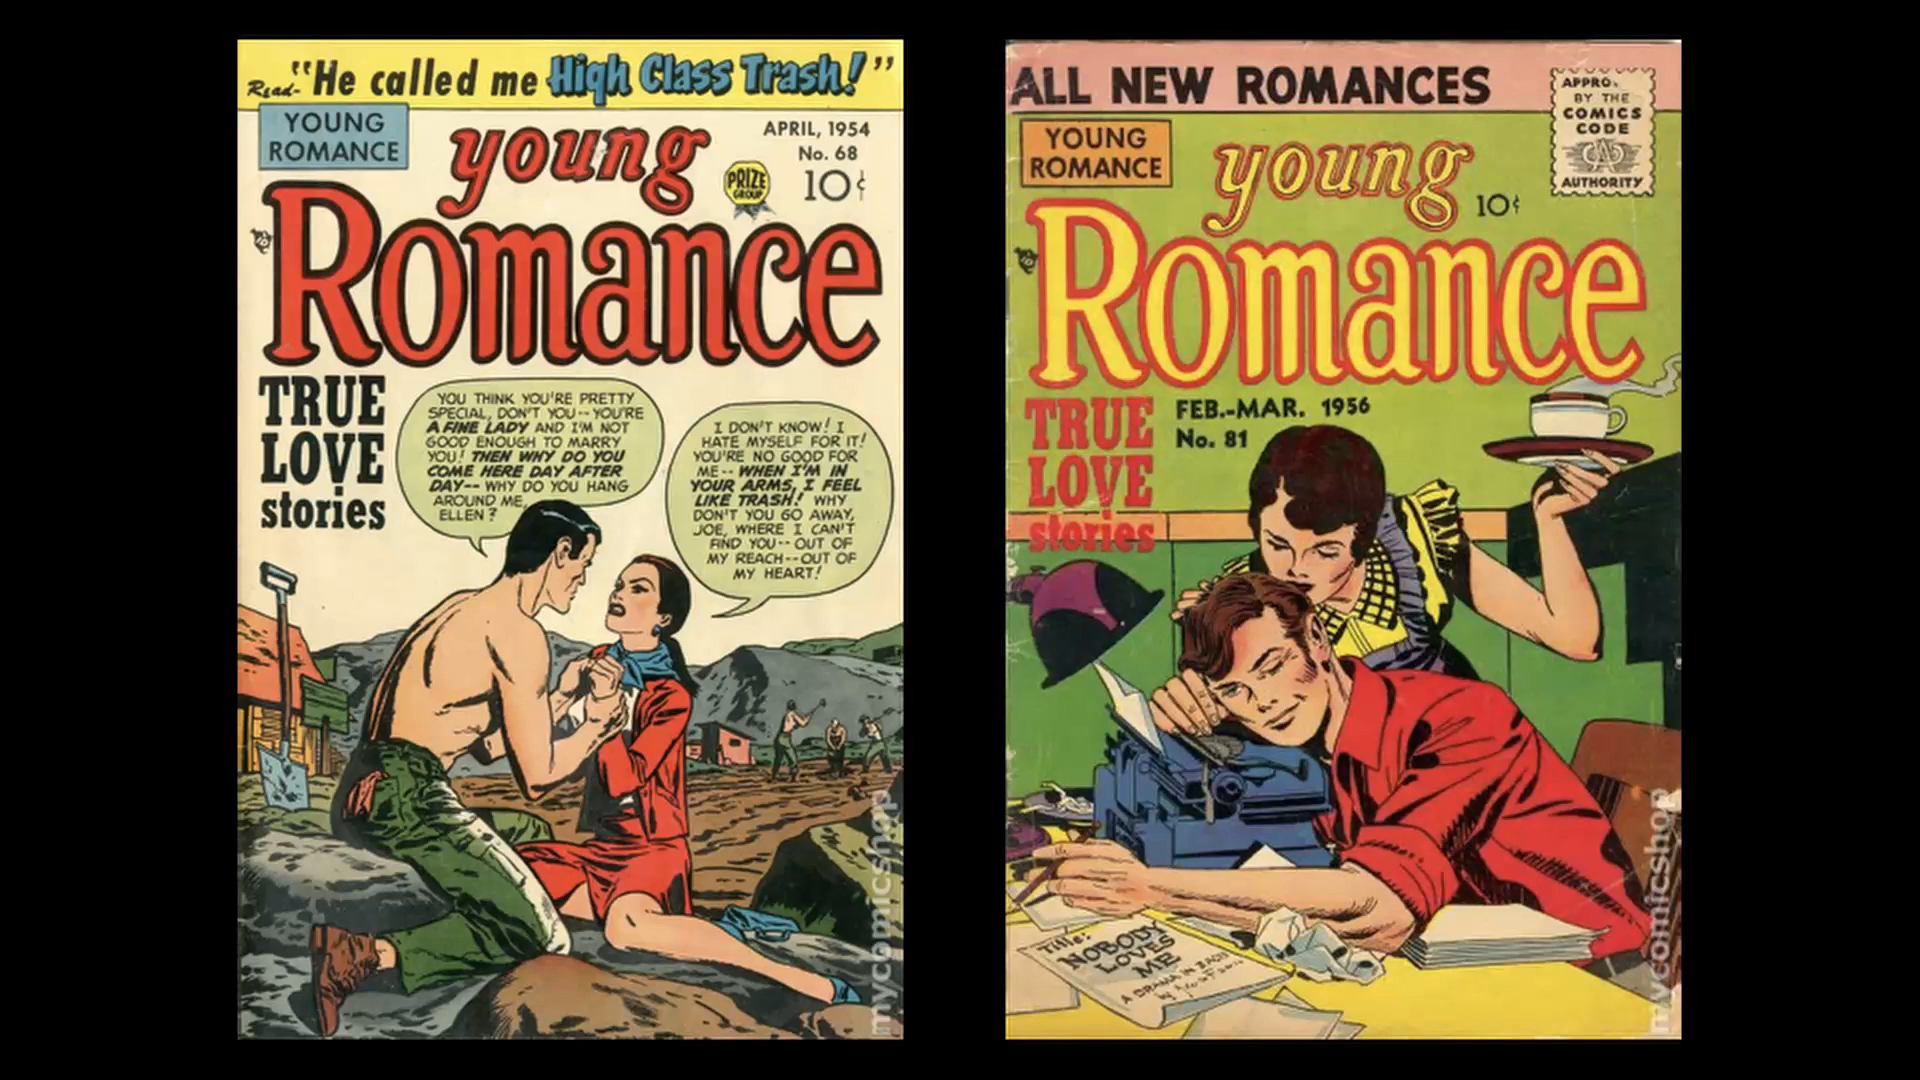 Read- "He called me High Class Trash!"
YOUNG
ROMANCE
young
Romance
APRIL, 1954
No. 68
10¢
PRIZE
GROUP
TRUE
LOVE
stories
YOU THINK YOU'RE PRETTY
SPECIAL, DON'T YOU-- YOU'RE
A FINE LADY AND I'M NOT
GOOD ENOUGH TO MARRY
YOU! THEN WHY DO YOU
COME HERE DAY AFTER
DAY-- WHY DO YOU HANG
AROUND ME,
ELLEN?
I DON'T KNOW! I
HATE MYSELF FOR IT!
YOU'RE NO GOOD FOR
ME-- WHEN I'M IN
YOUR ARMS, I FEEL
LIKE TRASH! WHY
DON'T YOU GO AWAY,
JOE, WHERE I CAN'T
FIND YOU-- OUT OF
MY REACH-- OUT OF
MY HEART!
mycomicshop
ALL NEW ROMANCES
APPRO
BY THE
COMICS
CODE
CA
AUTHORITY
YOUNG
ROMANCE
young
Romance
10¢
TRUE
LOVE
stories
FEB.-MAR. 1956
No. 81
Title:
NOBODY
LOVES
ME
A DRAMA IN
by
mycomicshop